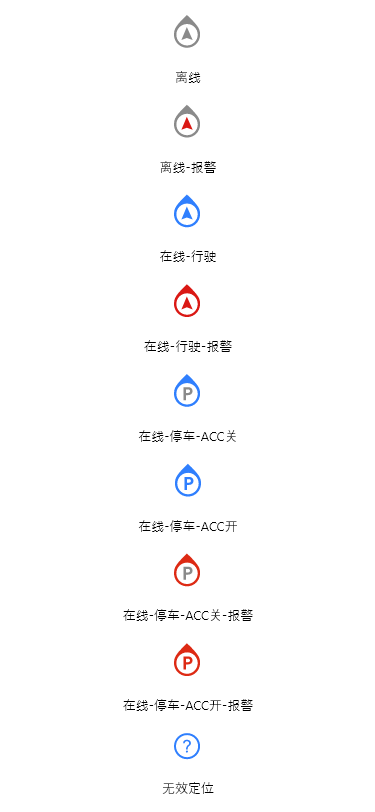 离线
离线-报警
在线-行驶
在线-行驶-报警
P
在线-停车-ACC关
P
在线-停车-ACC开
P
在线-停车-ACC关-报警
P
在线-停车-ACC开-报警
?
无效定位